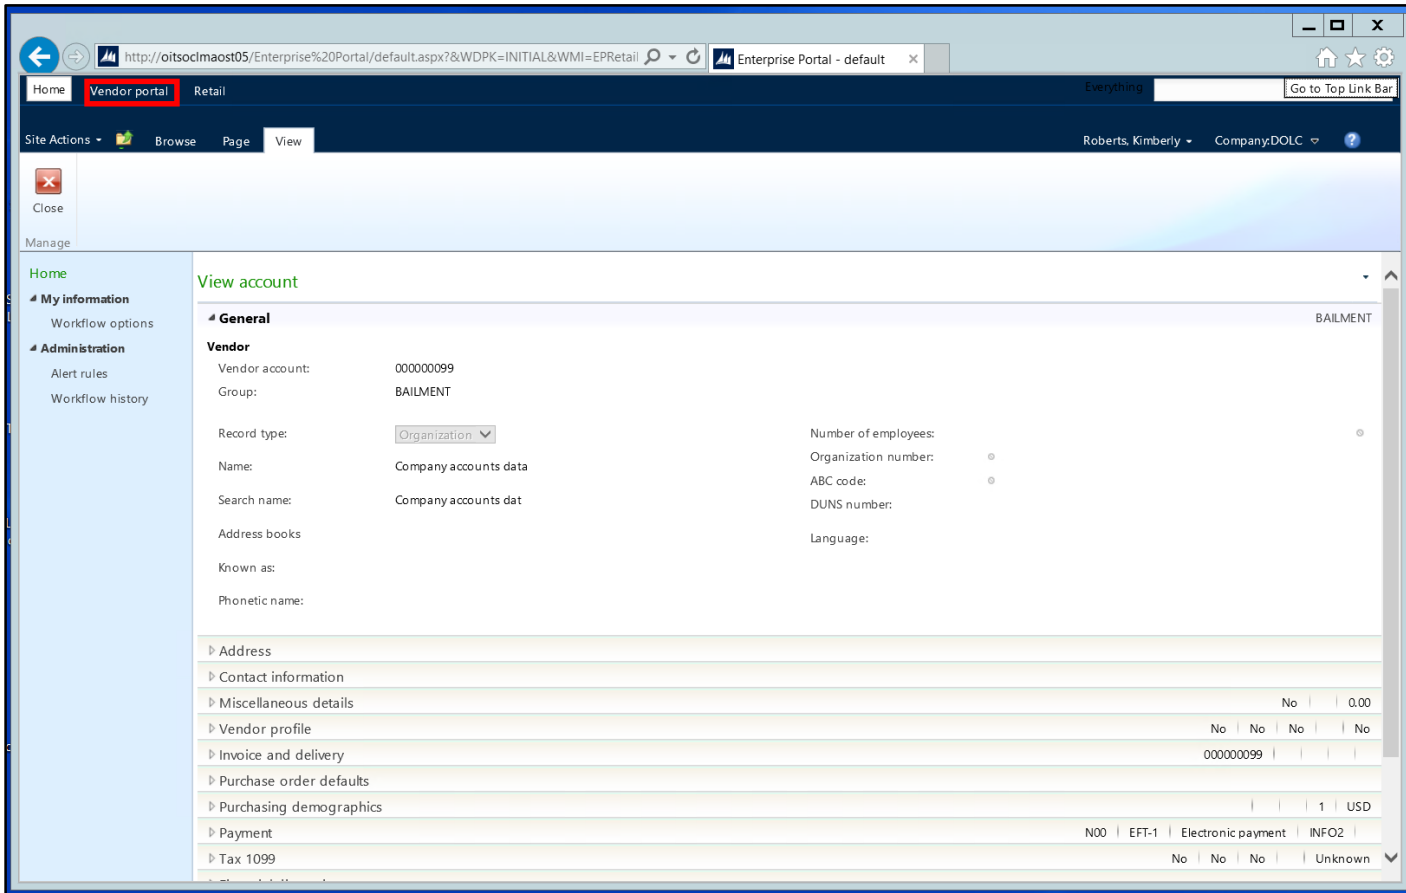 X
http://oitsoclmaost05/Enterprise%20Portal/default.aspx?&WDPK=INITIAL&WMI=EPRetail
Enterprise Portal - default
Home Vendor portal Retail Everything Go to Top Link Bar
Site Actions Browse Page View Roberts, Kimberly Company:DOLC ?
Close
Manage
Home
My information
Workflow options
Administration
Alert rules
Workflow history
View account
General BAILMENT
Vendor
Vendor account: 000000099
Group: BAILMENT
Record type: Organization Number of employees:
Organization number:
Name: Company accounts data
ABC code:
Search name: Company accounts dat DUNS number:
Address books Language:
Known as:
Phonetic name:
Address
Contact information
Miscellaneous details No 0.00
Vendor profile No No No No
Invoice and delivery 000000099
Purchase order defaults
Purchasing demographics 1 USD
Payment N00 EFT-1 Electronic payment INFO2
Tax 1099 No No No Unknown